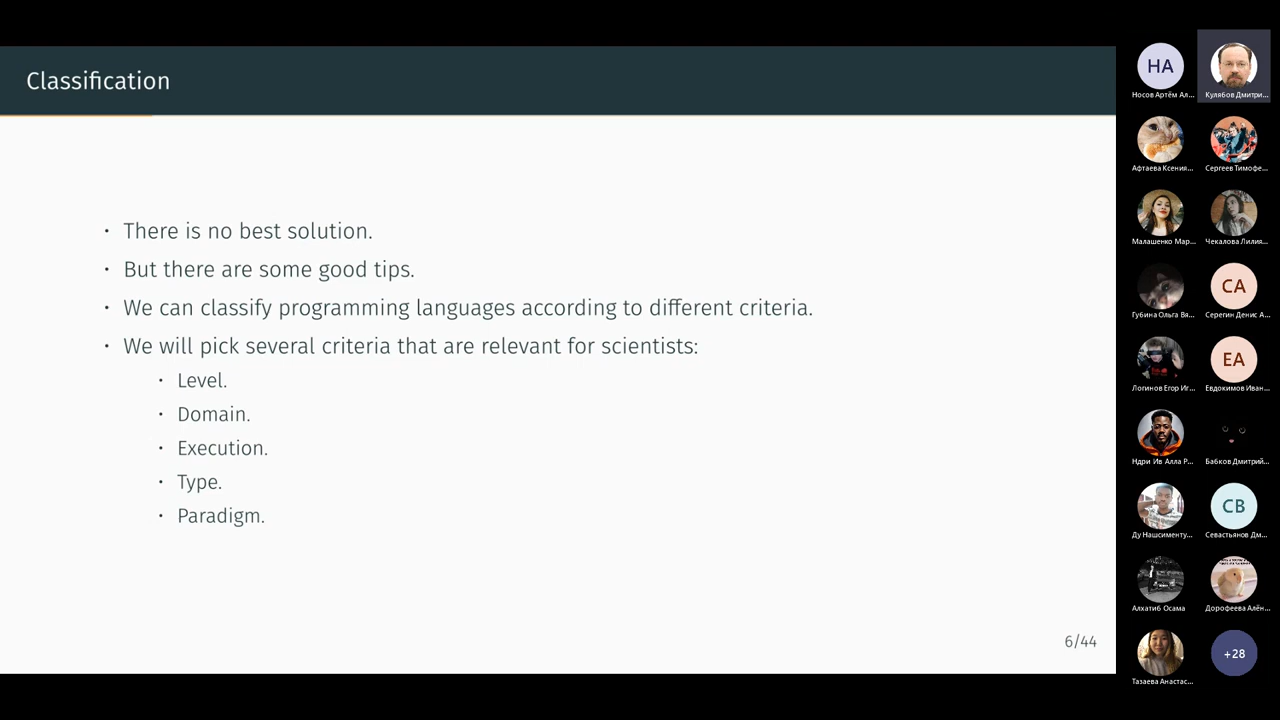 Classification
• There is no best solution.
• But there are some good tips.
• We can classify programming languages according to different criteria.
• We will pick several criteria that are relevant for scientists:
• Level.
• Domain.
• Execution.
• Type.
• Paradigm.
6/44
НА
Носов Артём Ал...
Кулябов Дмитри...
Афтаева Ксения...
Сергеев Тимофе...
Малашенко Мар...
Чекалова Лилия...
Губина Ольга Вя...
СА
Серегин Денис А...
Логинов Егор Иг...
ЕА
Евдокимов Иван...
Ндри Ив Алла Р...
Бабков Дмитрий...
Ду Нашсименту...
СВ
Севастьянов Дм...
Алхатиб Осама
Дорофеева Алён...
Тазаева Анастас...
+28